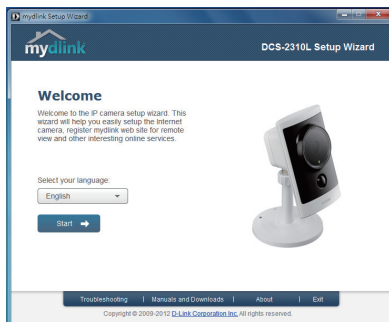 mydlink Setup Wizard
mydlink
DCS-2310L Setup Wizard
Welcome
Welcome to the IP camera setup wizard. This
wizard will help you easily setup the Internet
camera, register mydlink web site for remote
view and other interesting online services.
Select your language:
English
Start
Troubleshooting | Manuals and Downloads | About | Exit
Copyright © 2009-2012 D-Link Corporation Inc. All rights reserved.